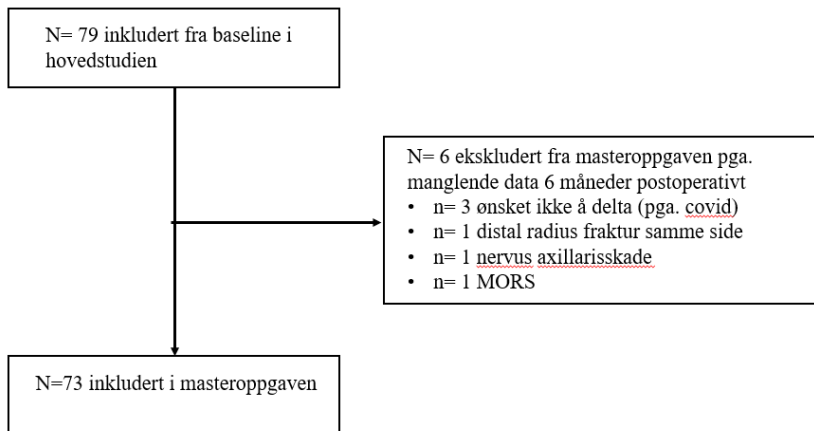 N= 79 inkludert fra baseline i
hovedstudien
N= 6 ekskludert fra masteroppgaven pga.
manglende data 6 måneder postoperativt
• n= 3 ønsket ikke å delta (pga. covid)
• n= 1 distal radius fraktur samme side
• n= 1 nervus axillarisskade
• n= 1 MORS
N=73 inkludert i masteroppgaven